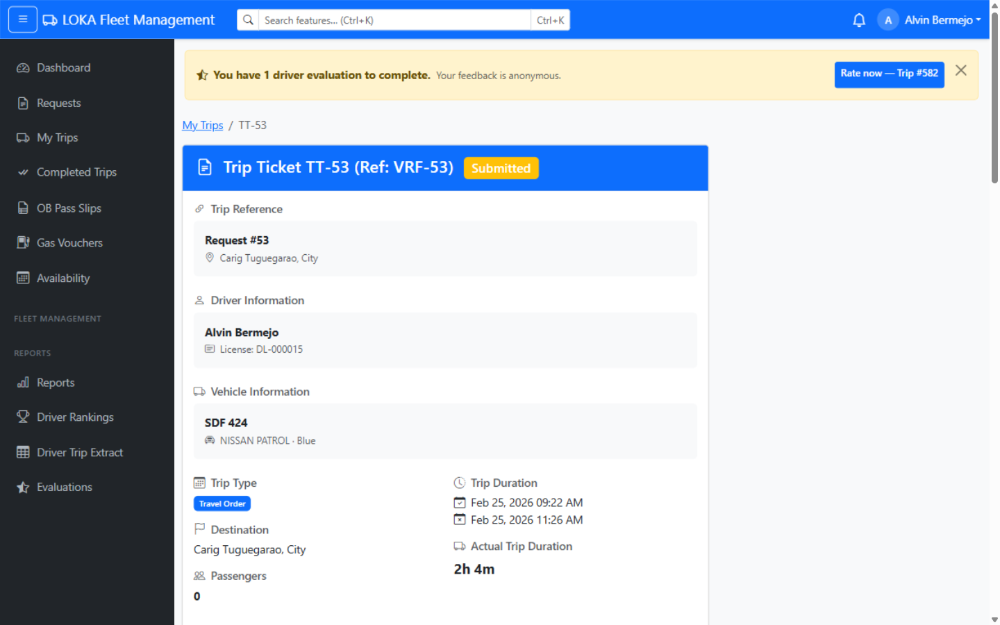 LOKA Fleet Management
Search features... (Ctrl+K)
Ctrl+K
A
Alvin Bermejo
Dashboard
Requests
My Trips
Completed Trips
OB Pass Slips
Gas Vouchers
Availability
FLEET MANAGEMENT
REPORTS
Reports
Driver Rankings
Driver Trip Extract
Evaluations
You have 1 driver evaluation to complete. Your feedback is anonymous.
Rate now — Trip #582
My Trips / TT-53
Trip Ticket TT-53 (Ref: VRF-53)
Submitted
Trip Reference
Request #53
Carig Tuguegarao, City
Driver Information
Alvin Bermejo
License: DL-000015
Vehicle Information
SDF 424
NISSAN PATROL · Blue
Trip Type
Travel Order
Destination
Carig Tuguegarao, City
Passengers
0
Trip Duration
Feb 25, 2026 09:22 AM
Feb 25, 2026 11:26 AM
Actual Trip Duration
2h 4m